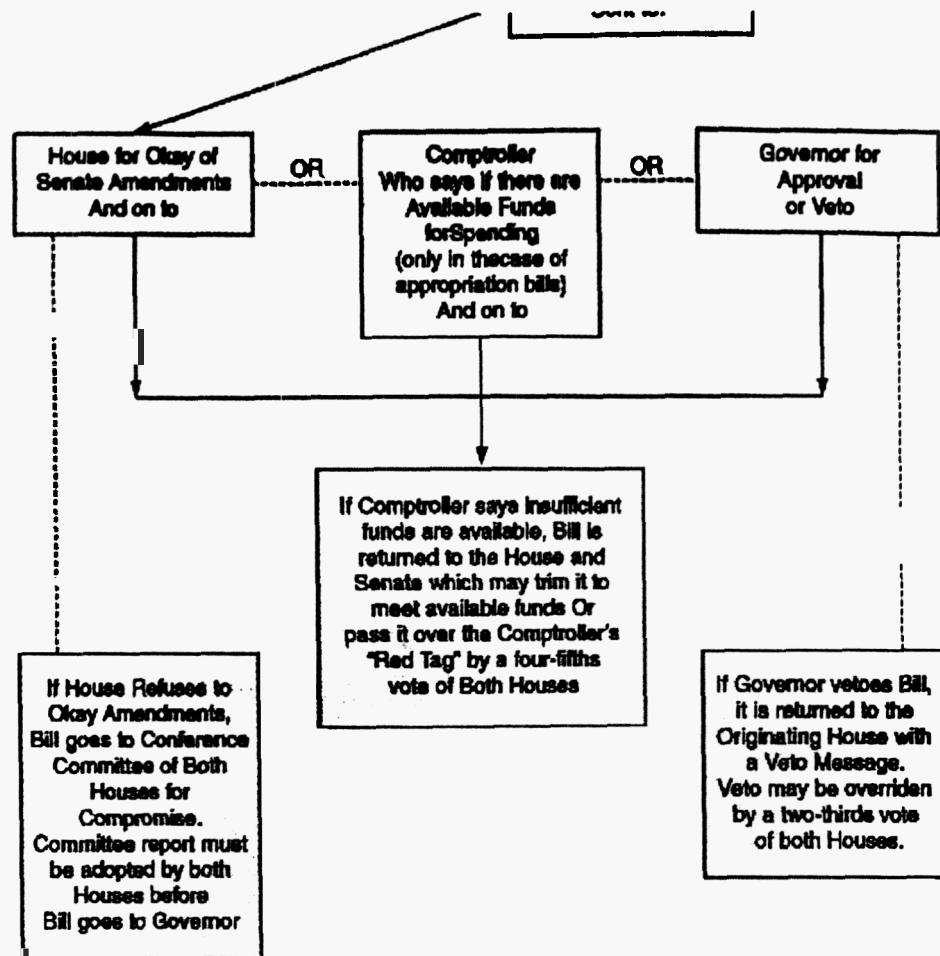 House for Okay of
Senate Amendments
And on to
OR
Comptroller
Who says if there are
Available Funds
forSpending
(only in thecase of
appropriation bills)
And on to
OR
Governor for
Approval
or Veto
If Comptroller says insufficient
funds are available, Bill is
returned to the House and
Senate which may trim it to
meet available funds Or
pass it over the Comptroller's
"Red Tag" by a four-fifths
vote of Both Houses
If House Refuses to
Okay Amendments,
Bill goes to Conference
Committee of Both
Houses for
Compromise.
Committee report must
be adopted by both
Houses before
Bill goes to Governor
If Governor vetoes Bill,
it is returned to the
Originating House with
a Veto Message.
Veto may be overriden
by a two-thirds vote
of both Houses.